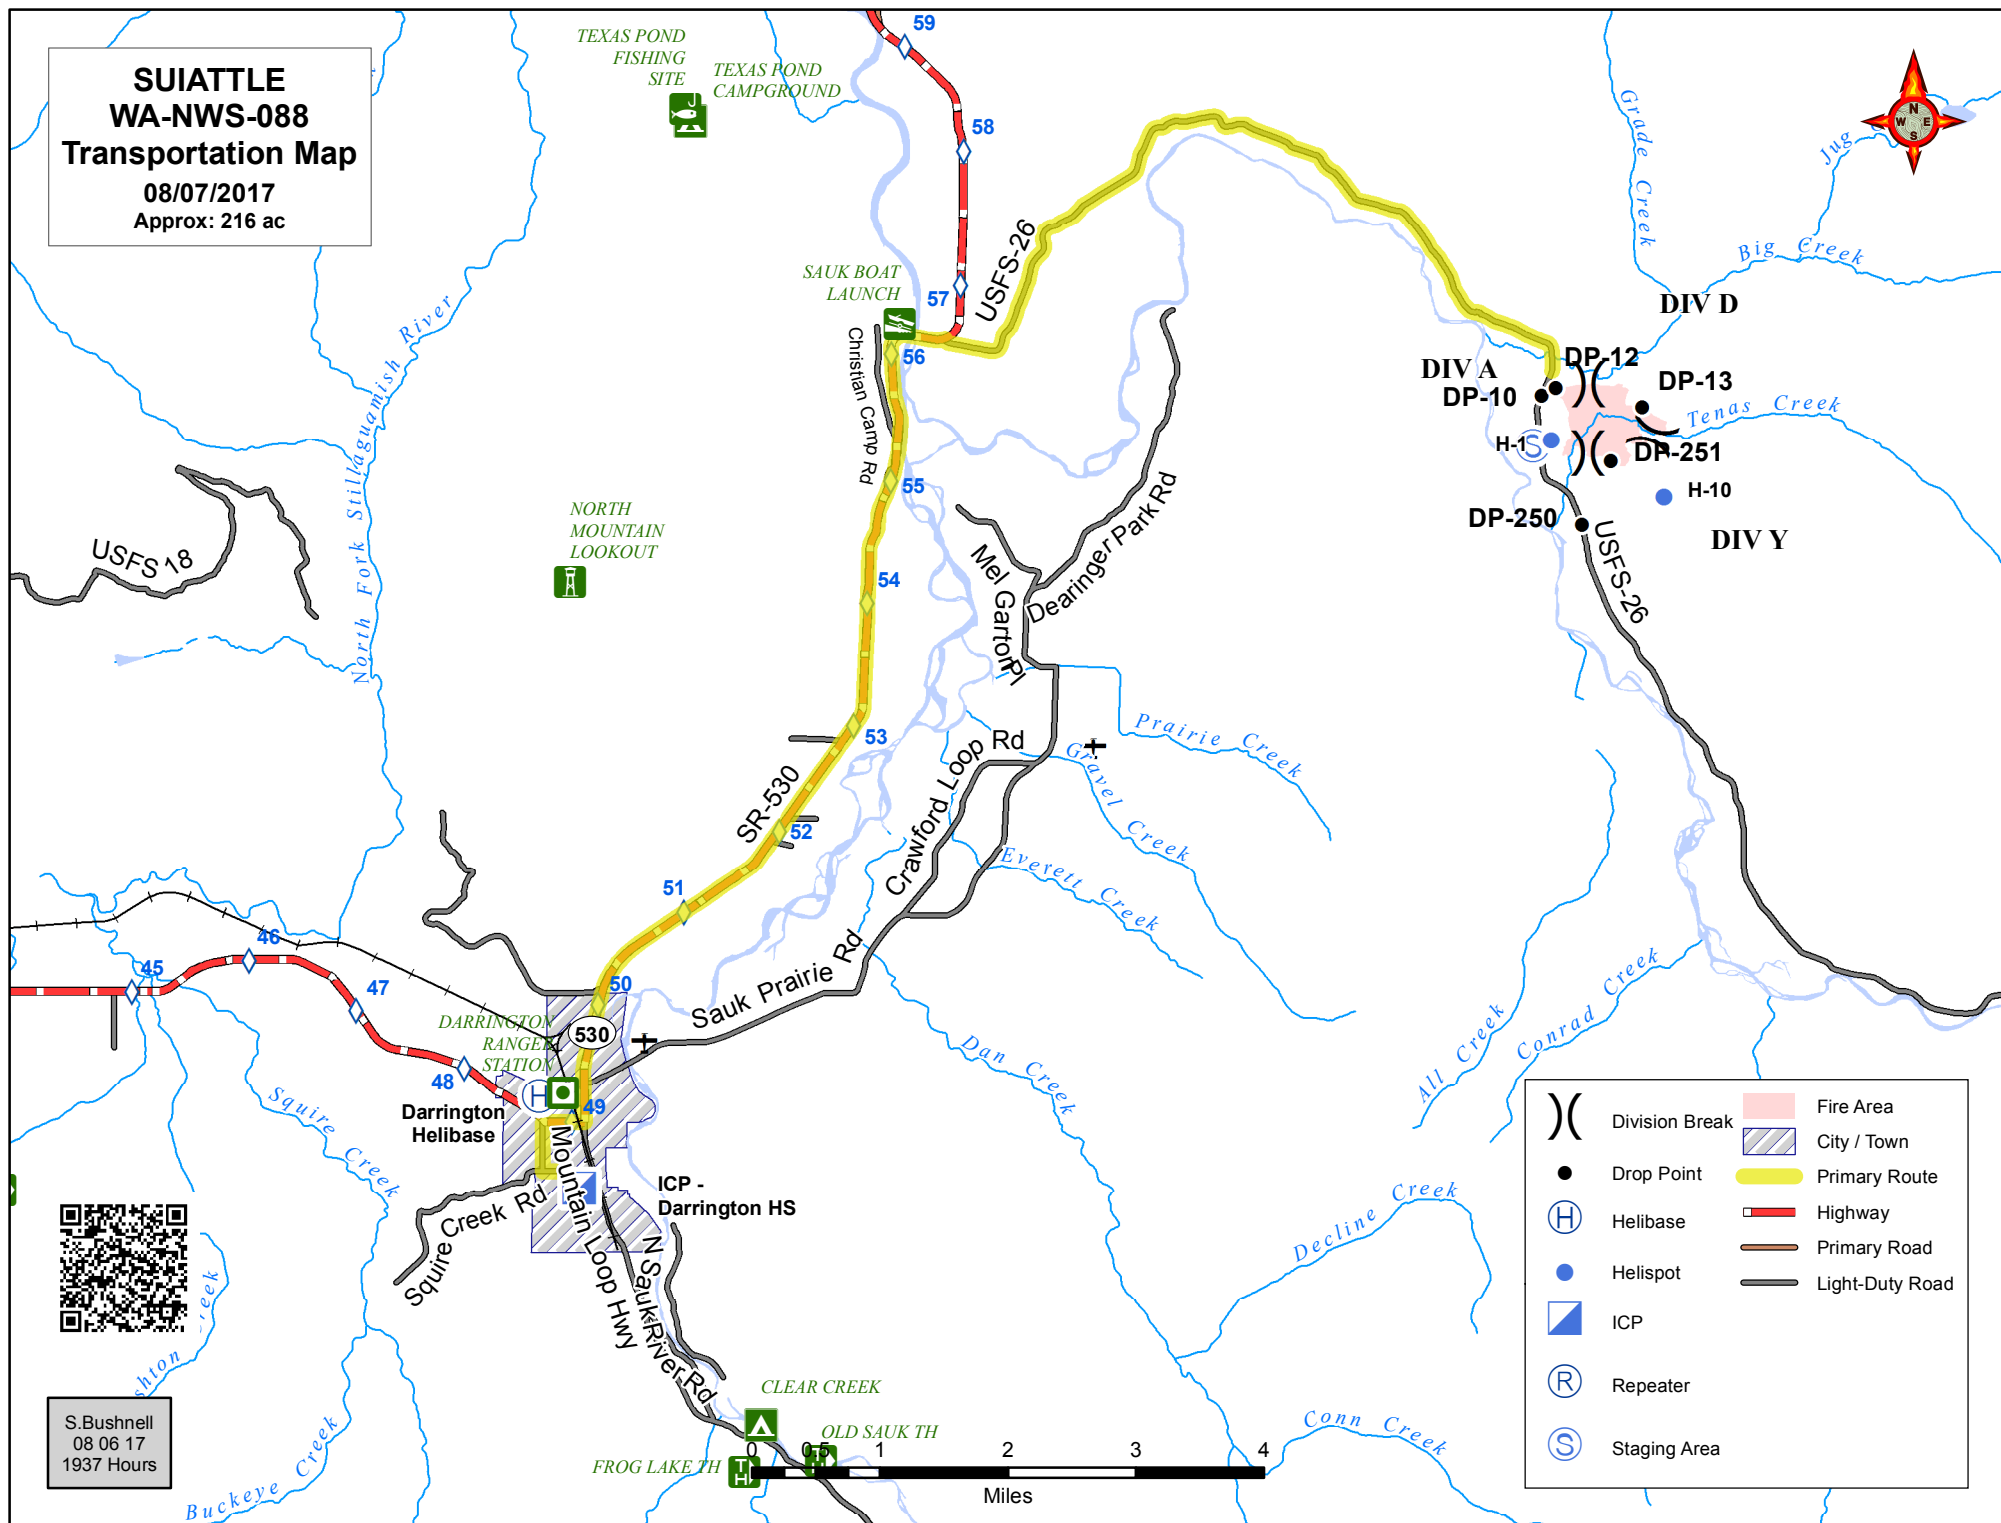 SUIATTLE
WA-NWS-088
Transportation Map
08/07/2017
Approx: 216 ac
TEXAS POND
FISHING
SITE
TEXAS POND
CAMPGROUND
59
58
57
56
55
54
53
52
51
50
49
48
47
46
45
N
W E
S
Grade Creek
Jug
Big Creek
DIV D
SAUK BOAT
LAUNCH
USFS-26
Christian Camp Rd
North Fork Stillaguamish River
USFS 18
NORTH
MOUNTAIN
LOOKOUT
DIV A
DP-12
DP-10
DP-13
Tenas Creek
H-1
S
DP-251
H-10
DP-250
DIV Y
USFS-26
Mel Garton Pl
Dearinger Park Rd
Prairie Creek
Gravel Creek
Crawford Loop Rd
Everett Creek
SR-530
Sauk Prairie Rd
530
DARRINGTON
RANGER
STATION
H
Darrington
Helibase
Squire Creek
Squire Creek Rd
Mountain Loop Hwy
N Sauk River Rd
ICP -
Darrington HS
Dan Creek
All Creek
Conrad Creek
Decline Creek
Conn Creek
shton Creek
Buckeye Creek
CLEAR CREEK
OLD SAUK TH
FROG LAKE TH
TH
0 0.5 1 2 3 4
Miles
S.Bushnell
08 06 17
1937 Hours
Division Break
Drop Point
H Helibase
Helispot
ICP
R Repeater
S Staging Area
Fire Area
City / Town
Primary Route
Highway
Primary Road
Light-Duty Road